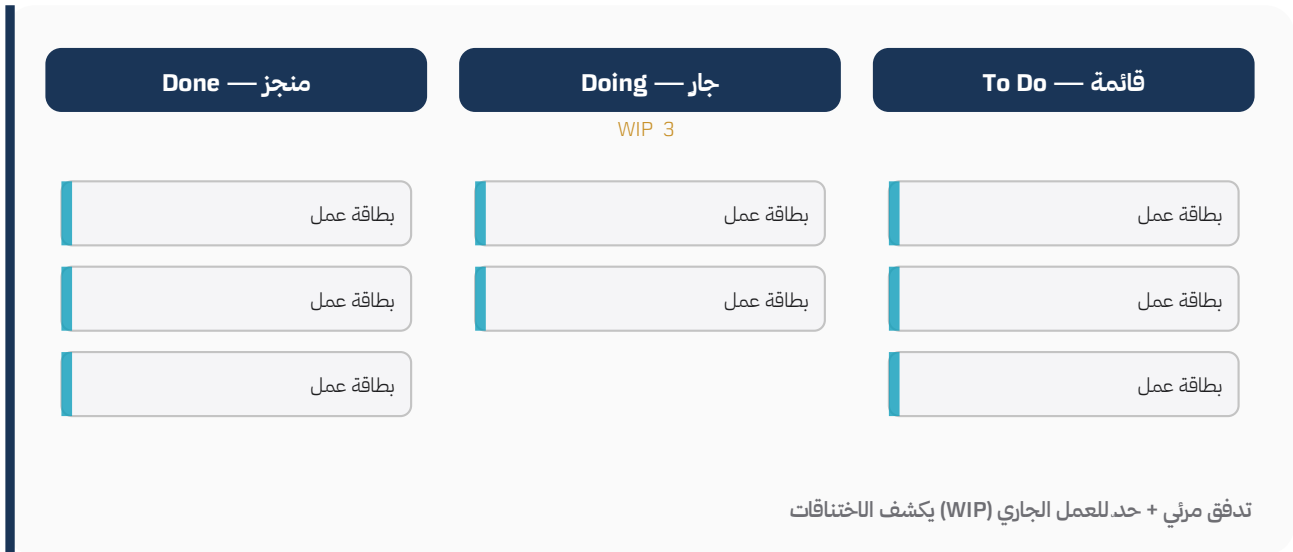 قائمة — To Do
جار — Doing
منجز — Done
WIP 3
بطاقة عمل
بطاقة عمل
بطاقة عمل
بطاقة عمل
بطاقة عمل
بطاقة عمل
بطاقة عمل
بطاقة عمل
تدفق مرئي + حد للعمل الجاري (WIP) يكشف الاختناقات